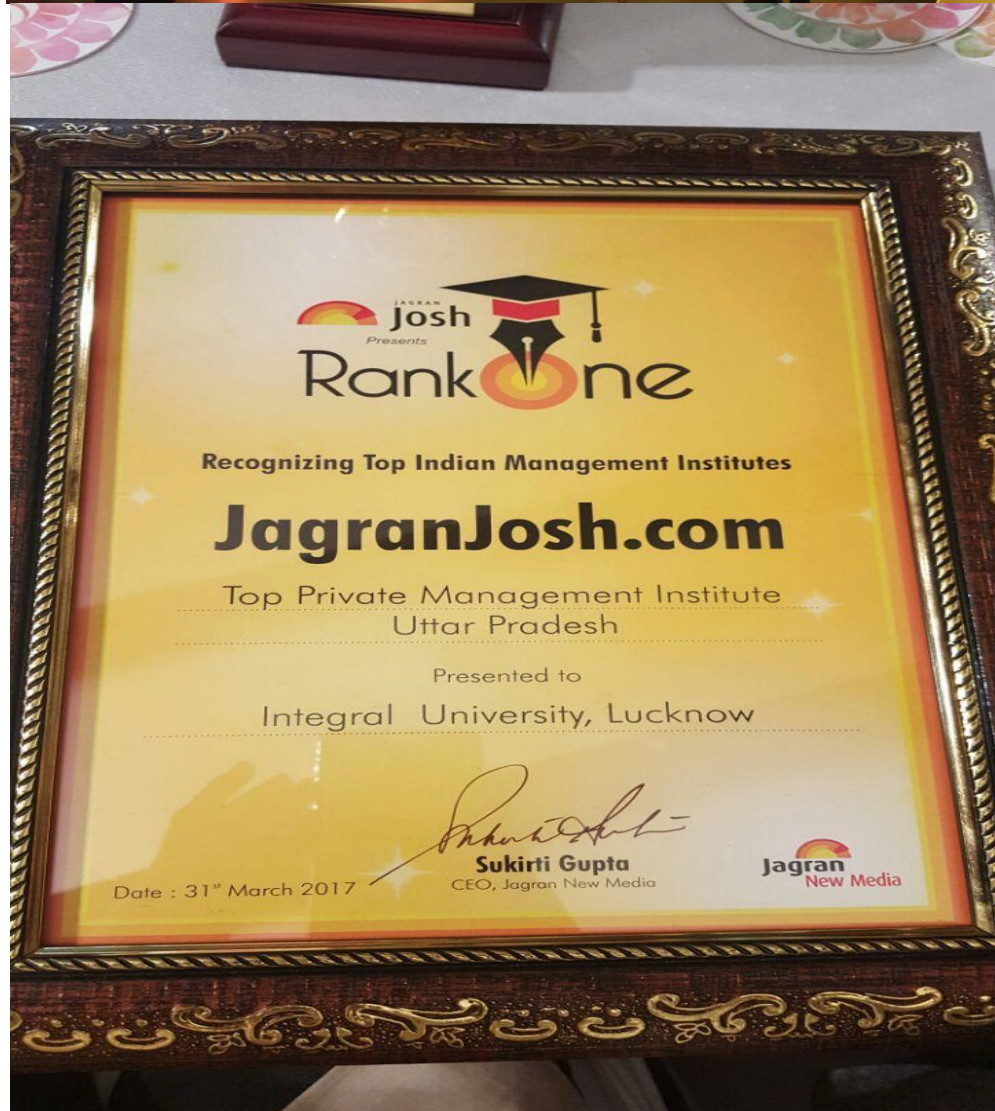 JAGRAN
Josh
Presents
RankOne
Recognizing Top Indian Management Institutes
JagranJosh.com
Top Private Management Institute
Uttar Pradesh
Presented to
Integral University, Lucknow
Sukirti Gupta
CEO, Jagran New Media
Date : 31st March 2017
Jagran
New Media